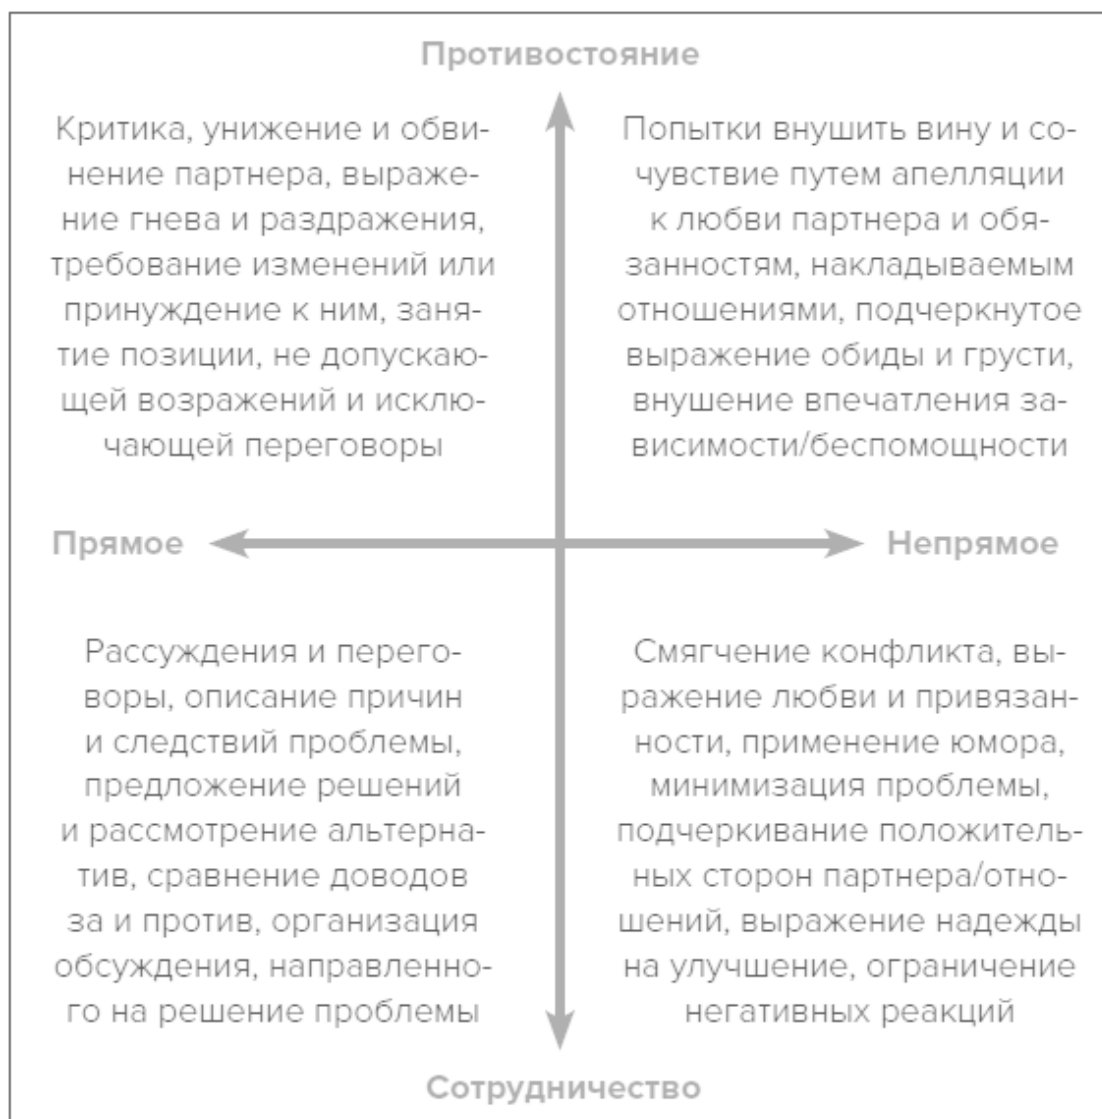 Противостояние
Критика, унижение и обви-
нение партнера, выраже-
ние гнева и раздражения,
требование изменений или
принуждение к ним, заня-
тие позиции, не допускаю-
щей возражений и исклю-
чающей переговоры
Попытки внушить вину и со-
чувствие путем апелляции
к любви партнера и обя-
занностям, накладываемым
отношениями, подчеркнутое
выражение обиды и грусти,
внушение впечатления за-
висимости/беспомощности
Прямое
Непрямое
Рассуждения и перего-
воры, описание причин
и следствий проблемы,
предложение решений
и рассмотрение альтерна-
тив, сравнение доводов
за и против, организация
обсуждения, направленно-
го на решение проблемы
Смягчение конфликта, вы-
ражение любви и привязан-
ности, применение юмора,
минимизация проблемы,
подчеркивание положитель-
ных сторон партнера/отно-
шений, выражение надежды
на улучшение, ограничение
негативных реакций
Сотрудничество